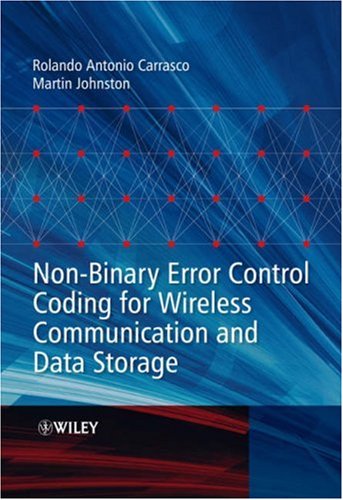 Rolando Antonio Carrasco
Martin Johnston
Non-Binary Error Control
Coding for Wireless
Communication and
Data Storage
WILEY